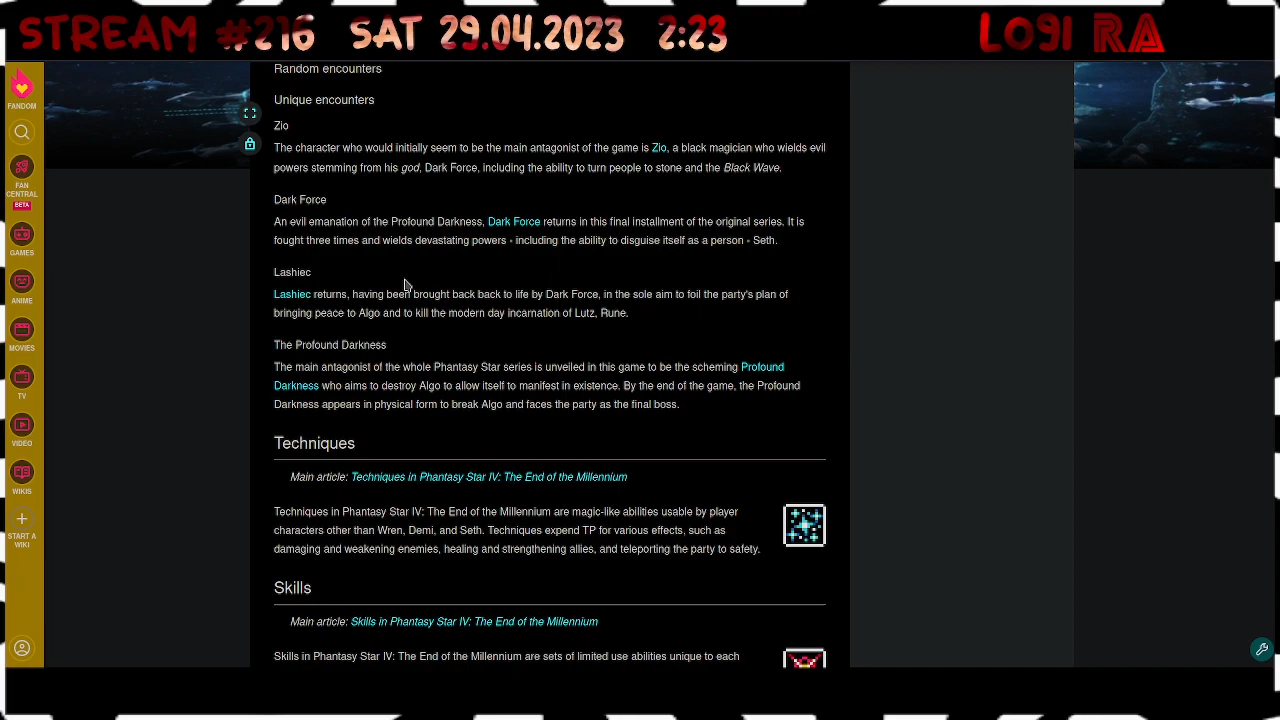 STREAM #216 SAT 29.04.2023 2:23 LO9I RA
FANDOM
FAN
CENTRAL
BETA
GAMES
ANIME
MOVIES
TV
VIDEO
WIKIS
START A
WIKI
Random encounters
Unique encounters
Zio
The character who would initially seem to be the main antagonist of the game is Zio, a black magician who wields evil
powers stemming from his god, Dark Force, including the ability to turn people to stone and the Black Wave.
Dark Force
An evil emanation of the Profound Darkness, Dark Force returns in this final installment of the original series. It is
fought three times and wields devastating powers - including the ability to disguise itself as a person - Seth.
Lashiec
Lashiec returns, having been brought back back to life by Dark Force, in the sole aim to foil the party's plan of
bringing peace to Algo and to kill the modern day incarnation of Lutz, Rune.
The Profound Darkness
The main antagonist of the whole Phantasy Star series is unveiled in this game to be the scheming Profound
Darkness who aims to destroy Algo to allow itself to manifest in existence. By the end of the game, the Profound
Darkness appears in physical form to break Algo and faces the party as the final boss.
Techniques
Main article: Techniques in Phantasy Star IV: The End of the Millennium
Techniques in Phantasy Star IV: The End of the Millennium are magic-like abilities usable by player
characters other than Wren, Demi, and Seth. Techniques expend TP for various effects, such as
damaging and weakening enemies, healing and strengthening allies, and teleporting the party to safety.
Skills
Main article: Skills in Phantasy Star IV: The End of the Millennium
Skills in Phantasy Star IV: The End of the Millennium are sets of limited use abilities unique to each